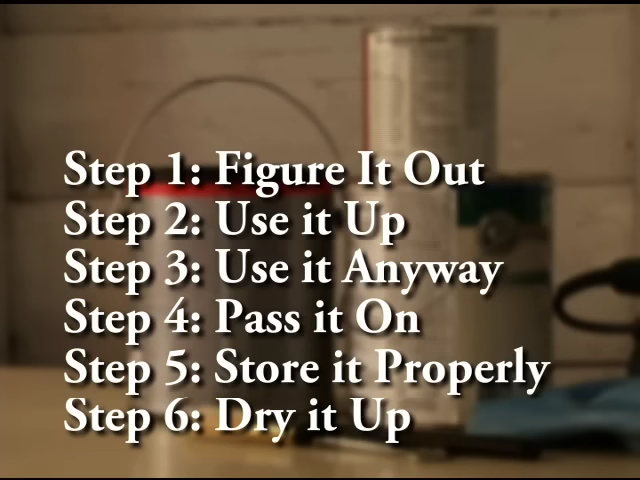 Step 1: Figure It Out
Step 2: Use it Up
Step 3: Use it Anyway
Step 4: Pass it On
Step 5: Store it Properly
Step 6: Dry it Up